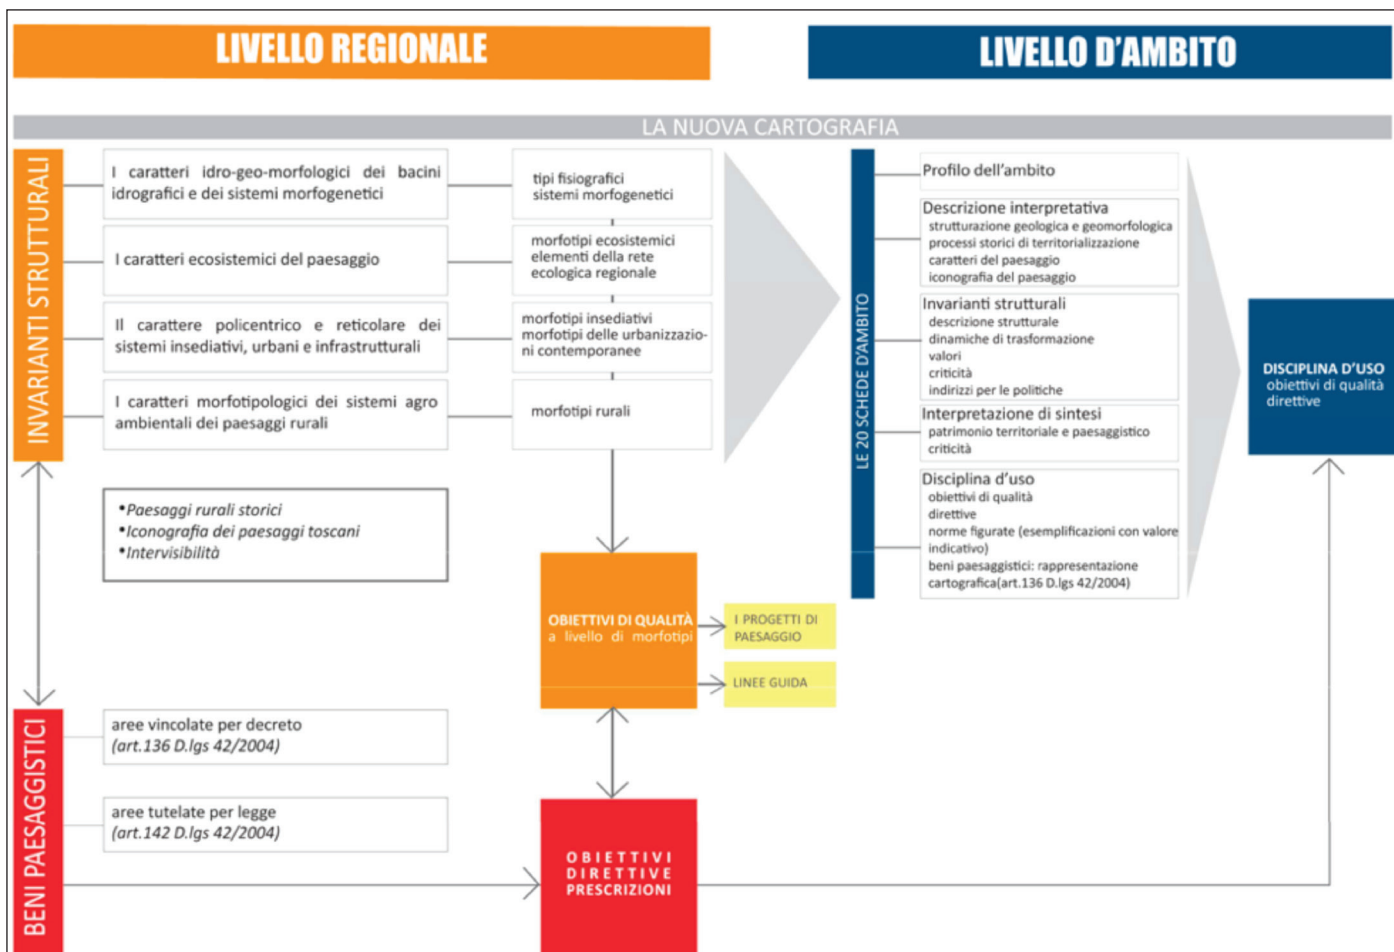 LIVELLO REGIONALE
LIVELLO D'AMBITO
LA NUOVA CARTOGRAFIA
INVARIANTI STRUTTURALI
I caratteri idro-geo-morfologici dei bacini
idrografici e dei sistemi morfogenetici
tipi fisiografici
sistemi morfogenetici
I caratteri ecosistemici del paesaggio
morfotipi ecosistemici
elementi della rete
ecologica regionale
Il carattere policentrico e reticolare dei
sistemi insediativi, urbani e infrastrutturali
morfotipi insediativi
morfotipi delle urbanizzazio-
ni contemporanee
I caratteri morfotipologici dei sistemi agro
ambientali dei paesaggi rurali
morfotipi rurali
•Paesaggi rurali storici
•Iconografia dei paesaggi toscani
•Intervisibilità
OBIETTIVI DI QUALITÀ
a livello di morfotipi
I PROGETTI DI
PAESAGGIO
LINEE GUIDA
BENI PAESAGGISTICI
aree vincolate per decreto
(art.136 D.lgs 42/2004)
aree tutelate per legge
(art.142 D.lgs 42/2004)
OBIETTIVI
DIRETTIVE
PRESCRIZIONI
LE 20 SCHEDE D'AMBITO
Profilo dell'ambito
Descrizione interpretativa
strutturazione geologica e geomorfologica
processi storici di territorializzazione
caratteri del paesaggio
iconografia del paesaggio
Invarianti strutturali
descrizione strutturale
dinamiche di trasformazione
valori
criticità
indirizzi per le politiche
Interpretazione di sintesi
patrimonio territoriale e paesaggistico
criticità
Disciplina d'uso
obiettivi di qualità
direttive
norme figurate (esemplificazioni con valore
indicativo)
beni paesaggistici: rappresentazione
cartografica(art.136 D.lgs 42/2004)
DISCIPLINA D'USO
obiettivi di qualità
direttive